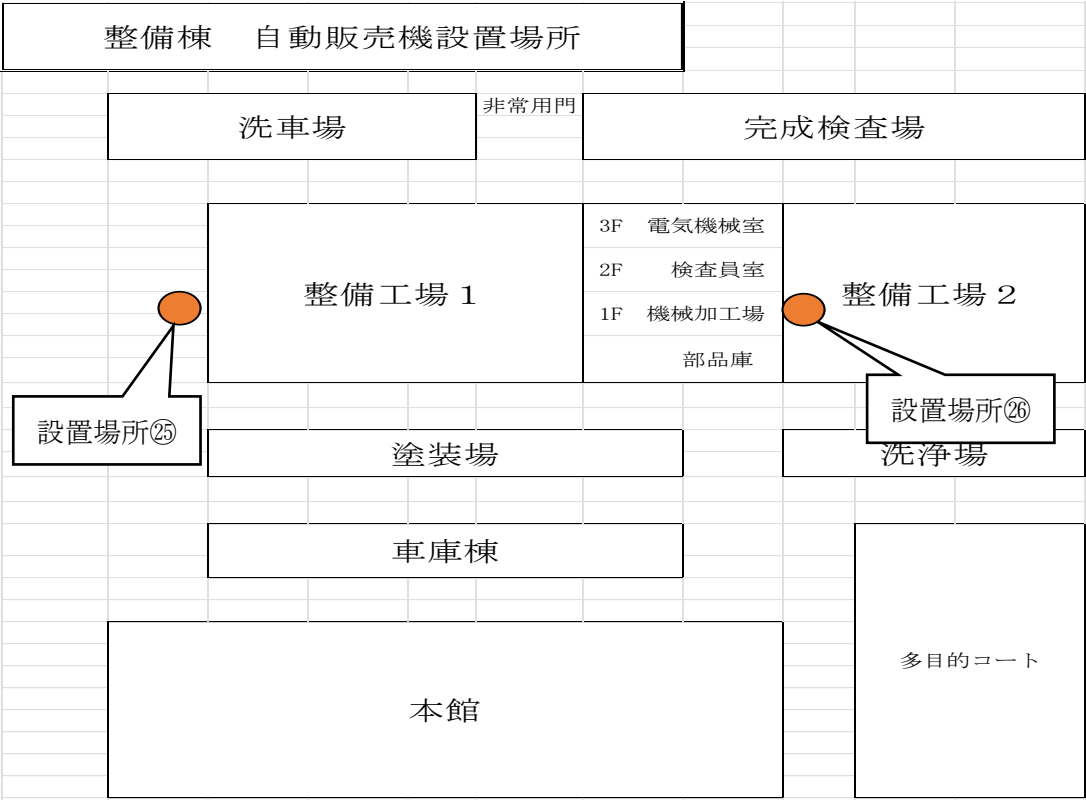 整備棟　自動販売機設置場所
洗車場
非常用門
完成検査場
整備工場１
3F　電気機械室
2F　検査員室
1F　機械加工場
部品庫
整備工場２
設置場所㉕
設置場所㉖
塗装場
洗浄場
車庫棟
本館
多目的コート